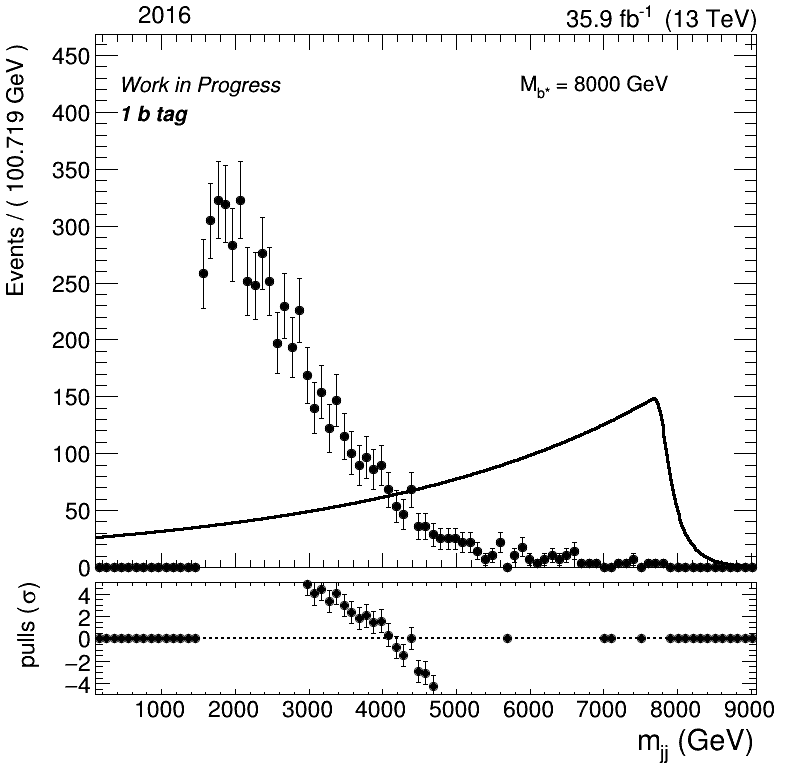 2016
35.9 fb⁻¹ (13 TeV)
Events / ( 100.719 GeV )
450
400
350
300
250
200
150
100
50
0
Work in Progress
1 b tag
M_b* = 8000 GeV
pulls (σ)
4
2
0
−2
−4
1000 2000 3000 4000 5000 6000 7000 8000 9000
m_jj (GeV)